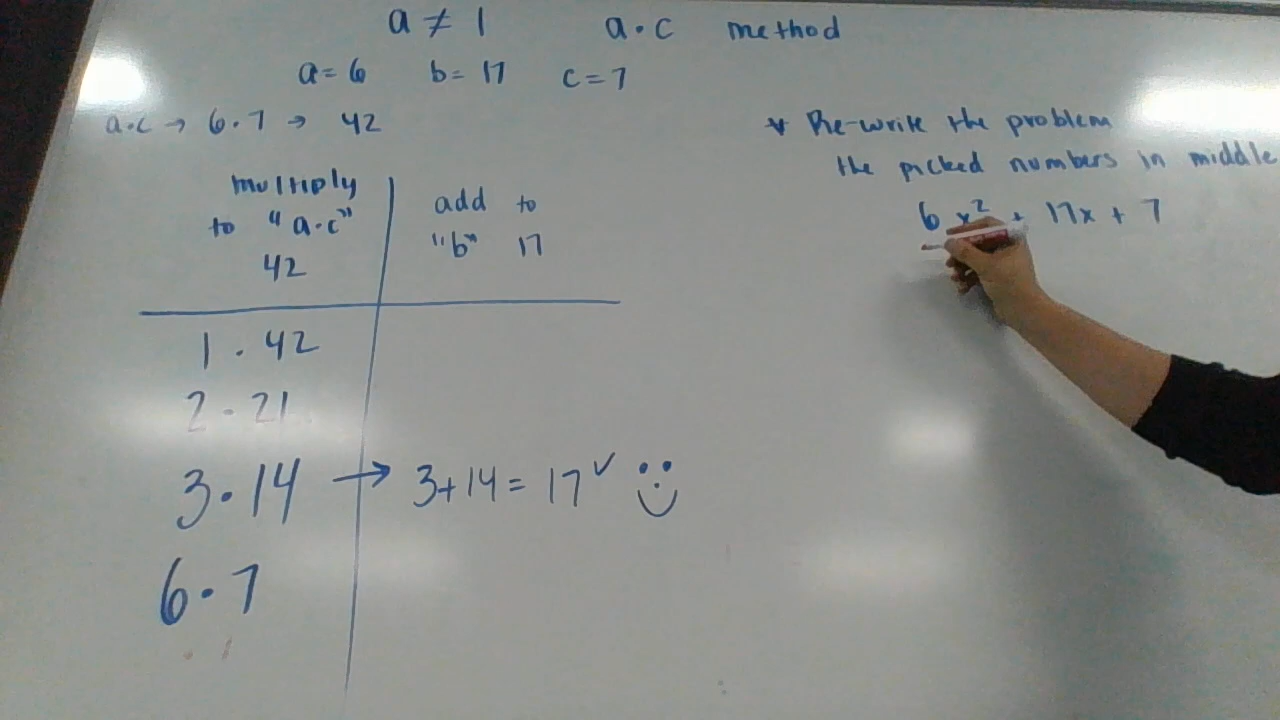 a ≠ 1 a·c method
a = 6 b = 17 c = 7
a·c → 6·7 → 42
multiply
to "a·c"
42
add to
"b" 17
1 · 42
2 · 21
3 · 14 → 3+14 = 17 ✓
6 · 7
* Re-write the problem
the picked numbers in middle
6x² + 17x + 7